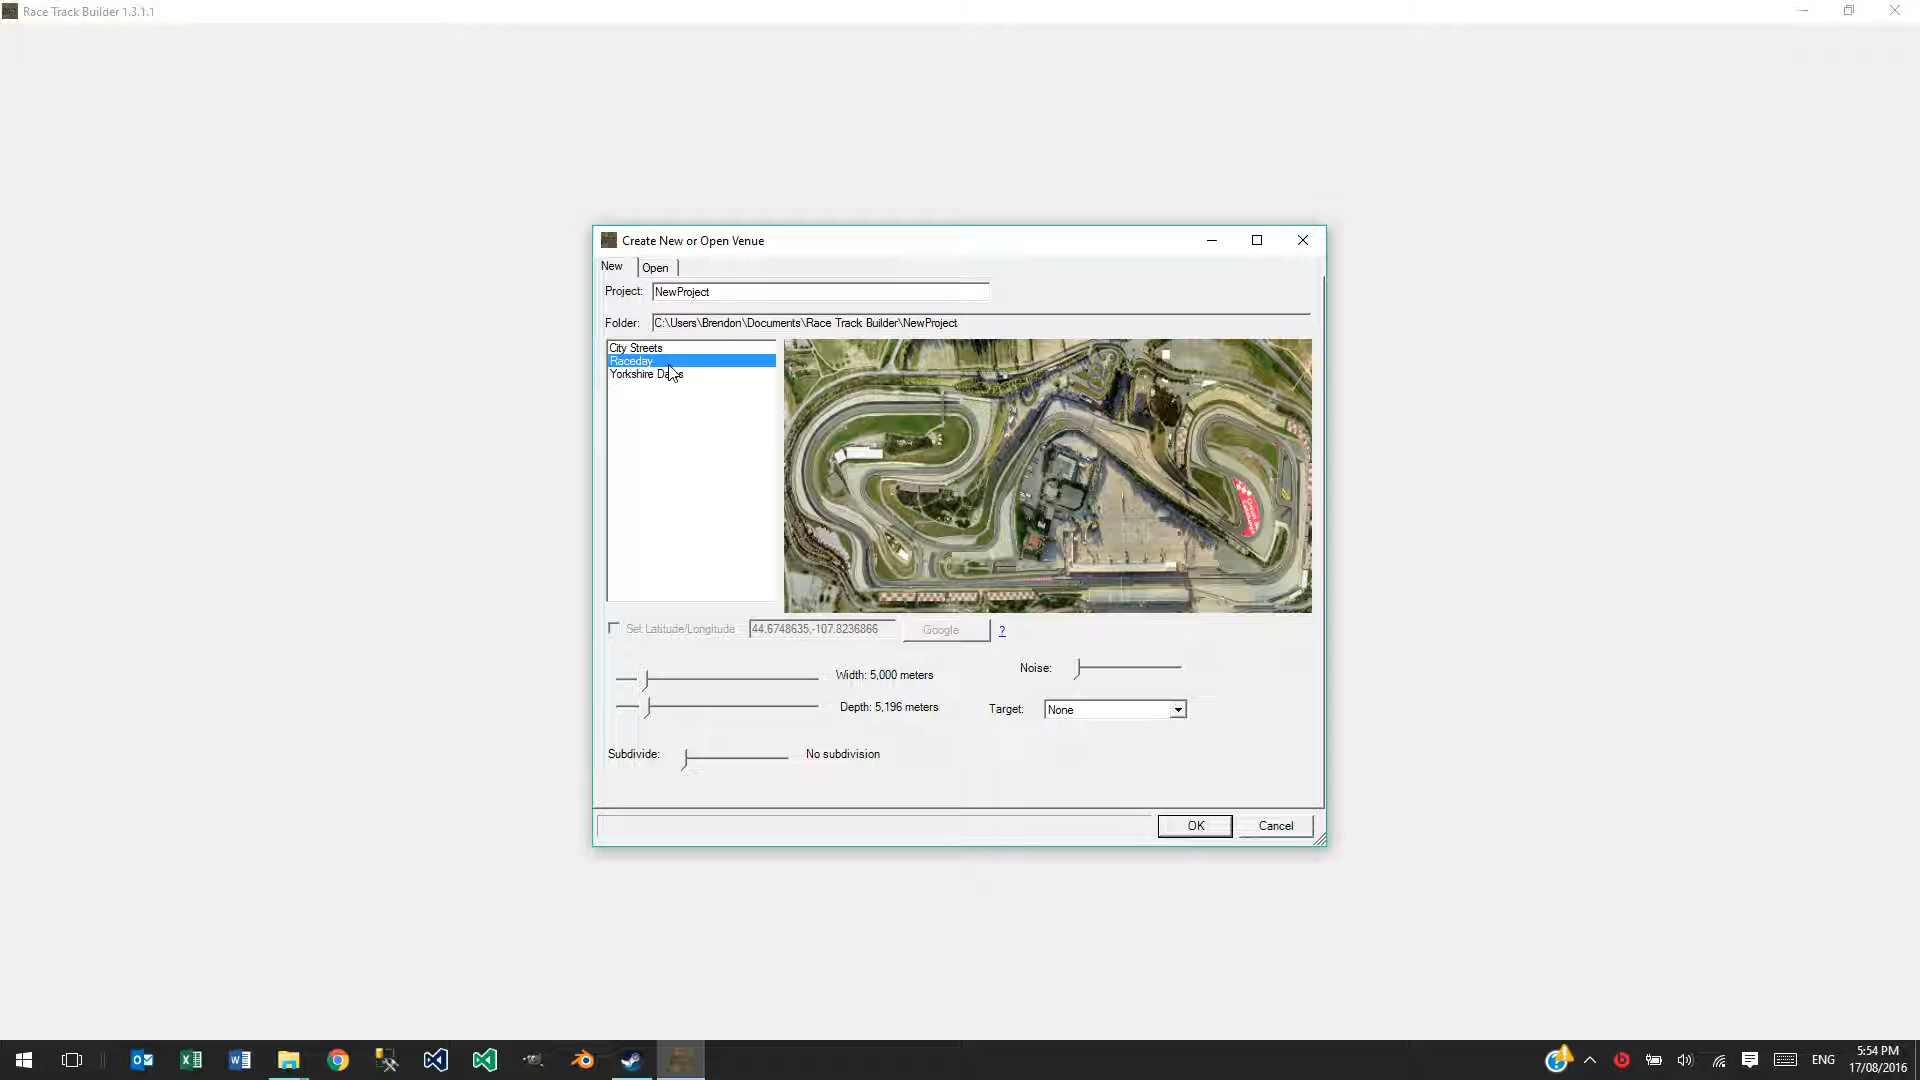 Race Track Builder 1.3.1.1
Create New or Open Venue
New
Open
Project:
NewProject
Folder:
C:\Users\Brendon\Documents\Race Track Builder\NewProject
City Streets
Raceday
Yorkshire Dales
Set Latitude/Longitude
44.6748635,-107.8236866
Google
?
Width: 5,000 meters
Noise:
Depth: 5,196 meters
Target:
None
Subdivide:
No subdivision
OK
Cancel
ENG
5:54 PM
17/08/2016